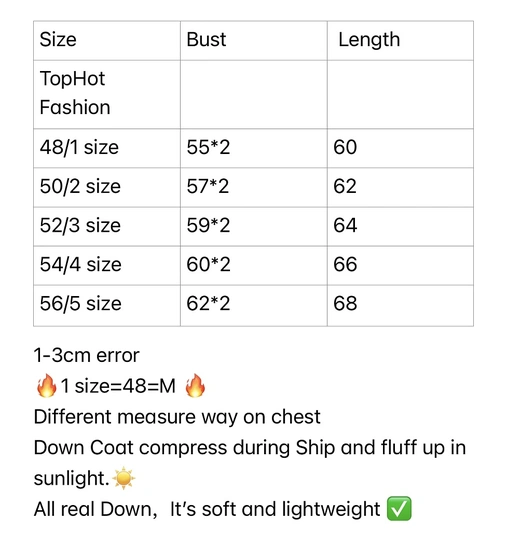 Size Bust Length
TopHot
Fashion
48/1 size 55*2 60
50/2 size 57*2 62
52/3 size 59*2 64
54/4 size 60*2 66
56/5 size 62*2 68
1-3cm error
🔥1 size=48=M 🔥
Different measure way on chest
Down Coat compress during Ship and fluff up in
sunlight.☀️
All real Down，It's soft and lightweight ✅